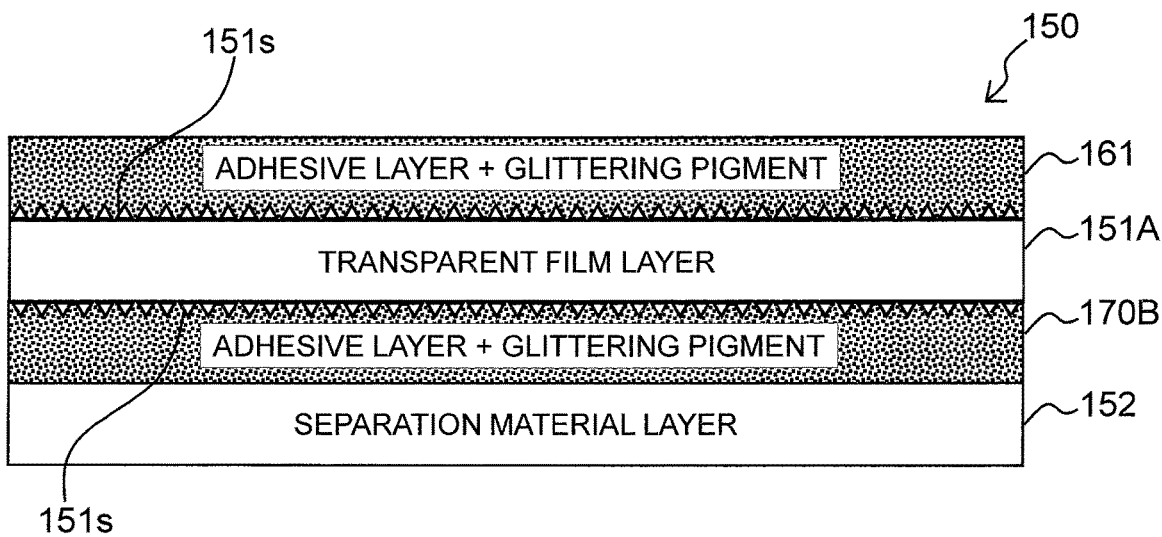 151s
150
ADHESIVE LAYER + GLITTERING PIGMENT
161
TRANSPARENT FILM LAYER
151A
ADHESIVE LAYER + GLITTERING PIGMENT
170B
SEPARATION MATERIAL LAYER
152
151s